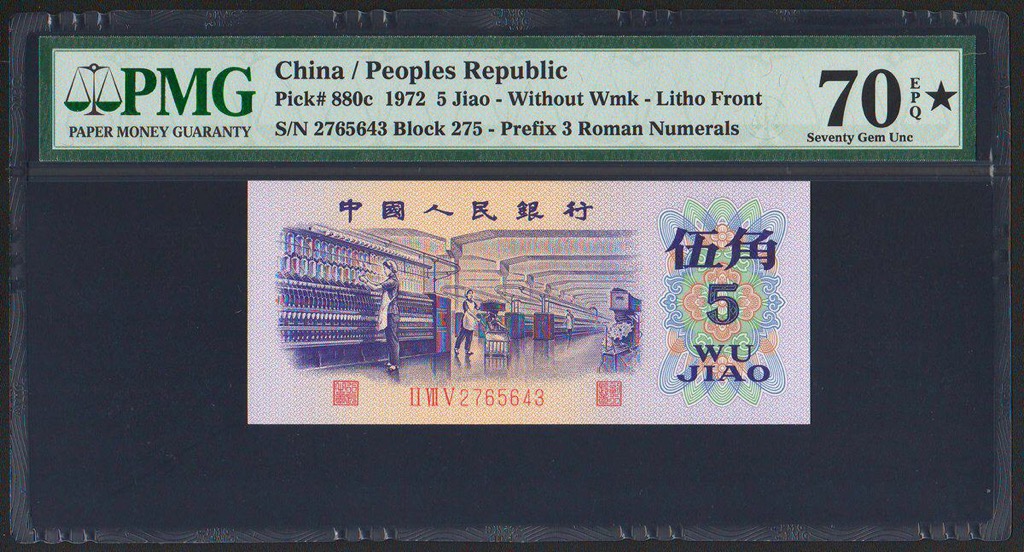 PMG
PAPER MONEY GUARANTY
China / Peoples Republic
Pick# 880c 1972 5 Jiao - Without Wmk - Litho Front
S/N 2765643 Block 275 - Prefix 3 Roman Numerals
70 EPQ ★
Seventy Gem Unc
中國人民銀行
伍角
5
WU
JIAO
II VII V 2765643